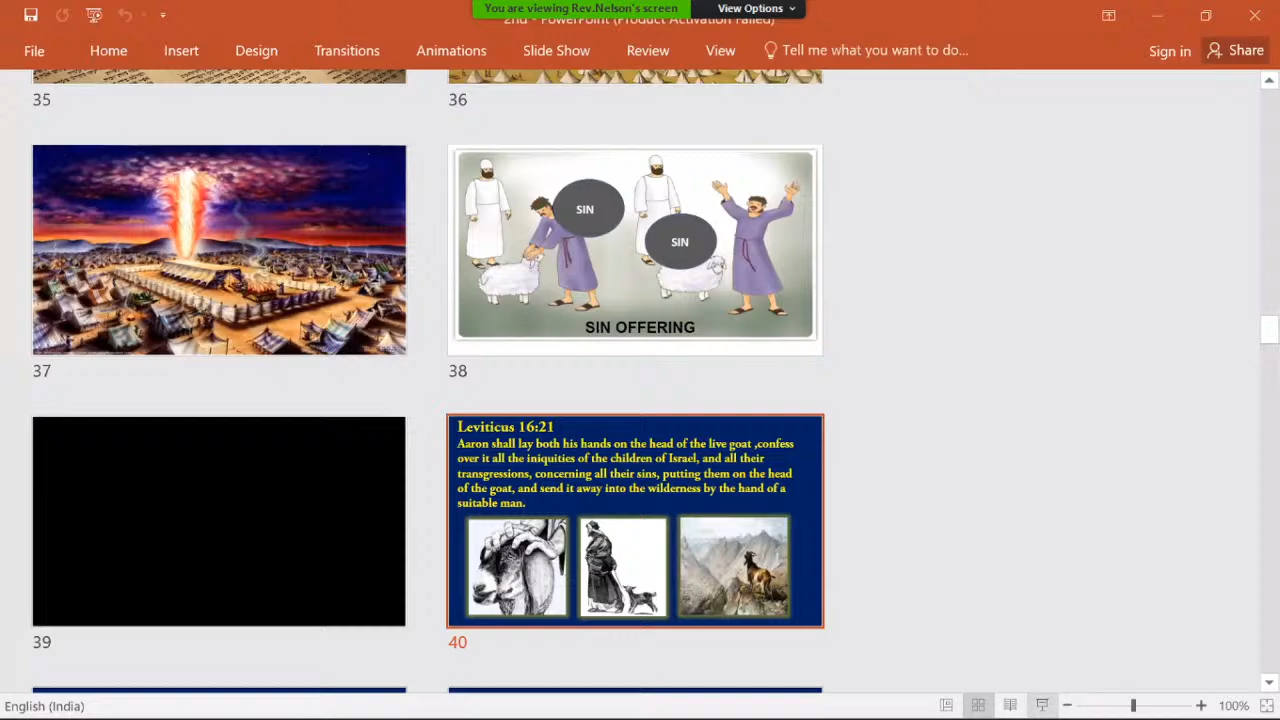 You are viewing Rev.Nelson's screen
View Options
2nd - PowerPoint (Product Activation Failed)
File
Home
Insert
Design
Transitions
Animations
Slide Show
Review
View
Tell me what you want to do...
Sign in
Share
35
36
SIN
SIN
SIN OFFERING
37
38
Leviticus 16:21
Aaron shall lay both his hands on the head of the live goat ,confess
over it all the iniquities of the children of Israel, and all their
transgressions, concerning all their sins, putting them on the head
of the goat, and send it away into the wilderness by the hand of a
suitable man.
39
40
English (India)
100%